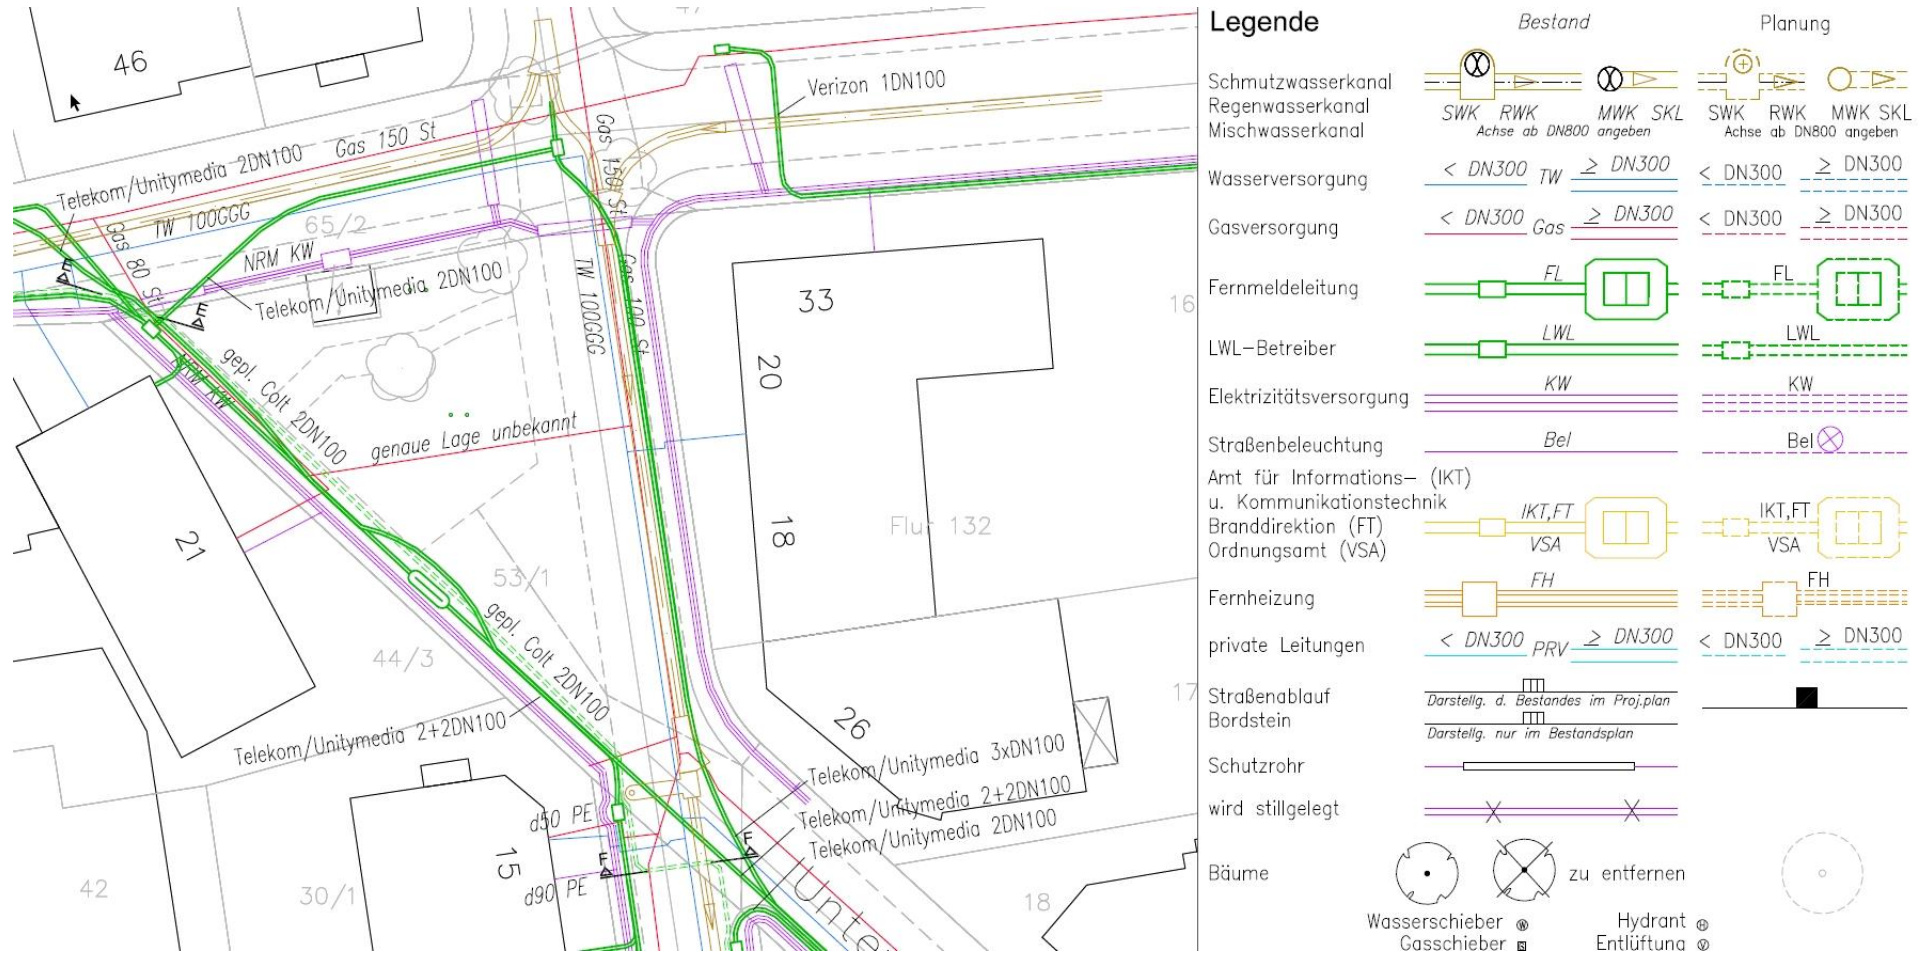 46
47
Verizon 1DN100
Gas 150 St
Telekom/Unitymedia 2DN100
TW 100GGG
65/2
Gas 150 St
Gas 80 St
NRM KW
Telekom/Unitymedia 2DN100
E
E
TW 100GGG
Gas 100 St
33
20
18
16
gepl. Colt 2DN100
NRM KW
genaue Lage unbekannt
21
Flur 132
53/1
gepl. Colt 2DN100
44/3
17
26
Telekom/Unitymedia 2+2DN100
Telekom/Unitymedia 3xDN100
Telekom/Unitymedia 2+2DN100
Telekom/Unitymedia 2DN100
d50 PE
d90 PE
15
F
F
42
30/1
18
Unte
Legende
Bestand
Planung
Schmutzwasserkanal
Regenwasserkanal
Mischwasserkanal
SWK RWK MWK SKL
Achse ab DN800 angeben
SWK RWK MWK SKL
Achse ab DN800 angeben
Wasserversorgung
< DN300 TW ≥ DN300
< DN300 ≥ DN300
Gasversorgung
< DN300 Gas ≥ DN300
< DN300 ≥ DN300
Fernmeldeleitung
FL
FL
LWL-Betreiber
LWL
LWL
Elektrizitätsversorgung
KW
KW
Straßenbeleuchtung
Bel
Bel
Amt für Informations- (IKT)
u. Kommunikationstechnik
Branddirektion (FT)
Ordnungsamt (VSA)
IKT,FT
VSA
IKT,FT
VSA
Fernheizung
FH
FH
private Leitungen
< DN300 PRV ≥ DN300
< DN300 ≥ DN300
Straßenablauf
Bordstein
Darstellg. d. Bestandes im Proj.plan
Darstellg. nur im Bestandsplan
Schutzrohr
wird stillgelegt
Bäume
zu entfernen
Wasserschieber W
Hydrant H
Gasschieber
Entlüftung V